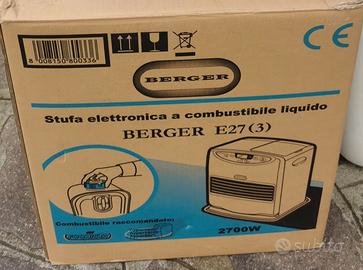 8 008150 800336
BERGER
CE
Stufa elettronica a combustibile liquido
BERGER E27(3)
Combustibile raccomandato:
2700W
subito